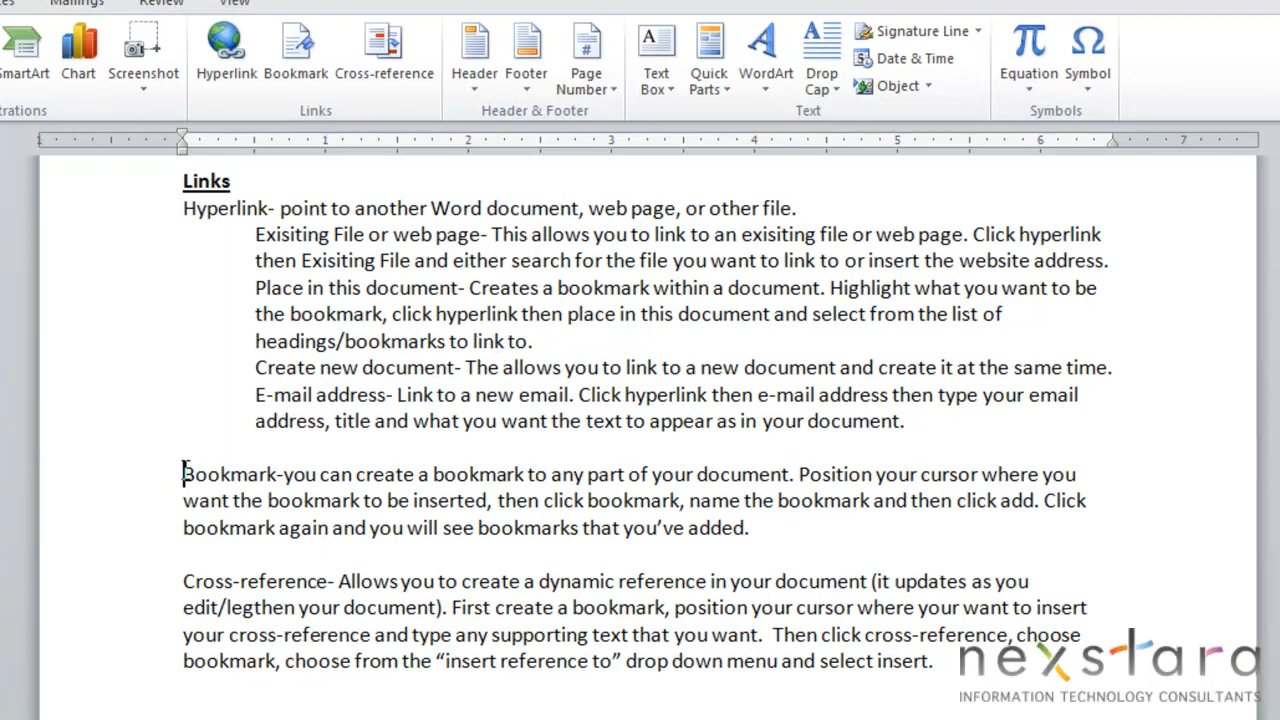 Mailings Review View
SmartArt Chart Screenshot Hyperlink Bookmark Cross-reference Header Footer Page Number Text Box Quick Parts WordArt Drop Cap Signature Line Date & Time Object Equation Symbol
Links Header & Footer Text Symbols
1 1 2 3 4 5 6 7
Links
Hyperlink- point to another Word document, web page, or other file.
Exisiting File or web page- This allows you to link to an exisiting file or web page. Click hyperlink
then Exisiting File and either search for the file you want to link to or insert the website address.
Place in this document- Creates a bookmark within a document. Highlight what you want to be
the bookmark, click hyperlink then place in this document and select from the list of
headings/bookmarks to link to.
Create new document- The allows you to link to a new document and create it at the same time.
E-mail address- Link to a new email. Click hyperlink then e-mail address then type your email
address, title and what you want the text to appear as in your document.
Bookmark-you can create a bookmark to any part of your document. Position your cursor where you
want the bookmark to be inserted, then click bookmark, name the bookmark and then click add. Click
bookmark again and you will see bookmarks that you’ve added.
Cross-reference- Allows you to create a dynamic reference in your document (it updates as you
edit/legthen your document). First create a bookmark, position your cursor where your want to insert
your cross-reference and type any supporting text that you want.  Then click cross-reference, choose
bookmark, choose from the “insert reference to” drop down menu and select insert.
nexstara
INFORMATION TECHNOLOGY CONSULTANTS